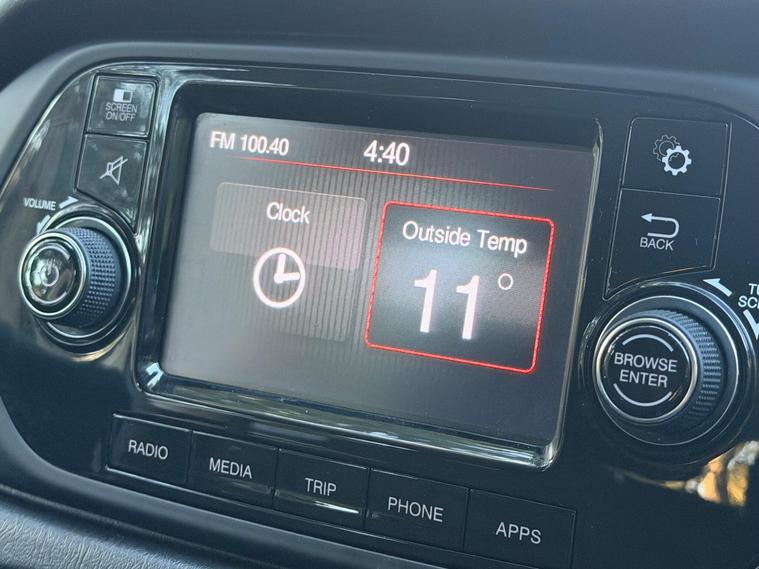 SCREEN
ON/OFF
FM 100.40
4:40
VOLUME
Clock
Outside Temp
11°
BACK
BROWSE
ENTER
RADIO
MEDIA
TRIP
PHONE
APPS